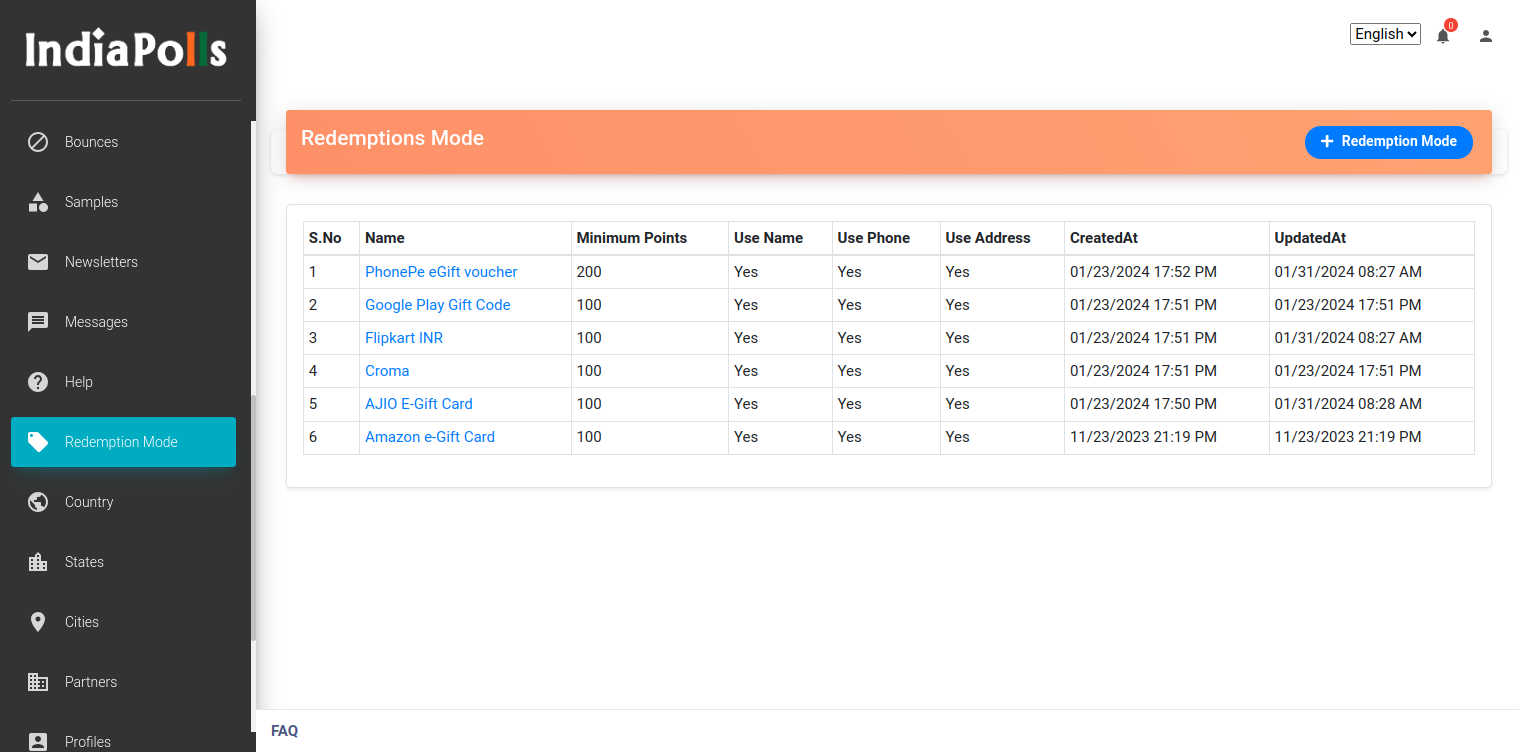 IndiaPolls
Bounces
Samples
Newsletters
Messages
Help
Redemption Mode
Country
States
Cities
Partners
Profiles
English
0
Redemptions Mode
+ Redemption Mode
S.No Name Minimum Points Use Name Use Phone Use Address CreatedAt UpdatedAt
1 PhonePe eGift voucher 200 Yes Yes Yes 01/23/2024 17:52 PM 01/31/2024 08:27 AM
2 Google Play Gift Code 100 Yes Yes Yes 01/23/2024 17:51 PM 01/23/2024 17:51 PM
3 Flipkart INR 100 Yes Yes Yes 01/23/2024 17:51 PM 01/31/2024 08:27 AM
4 Croma 100 Yes Yes Yes 01/23/2024 17:51 PM 01/23/2024 17:51 PM
5 AJIO E-Gift Card 100 Yes Yes Yes 01/23/2024 17:50 PM 01/31/2024 08:28 AM
6 Amazon e-Gift Card 100 Yes Yes Yes 11/23/2023 21:19 PM 11/23/2023 21:19 PM
FAQ